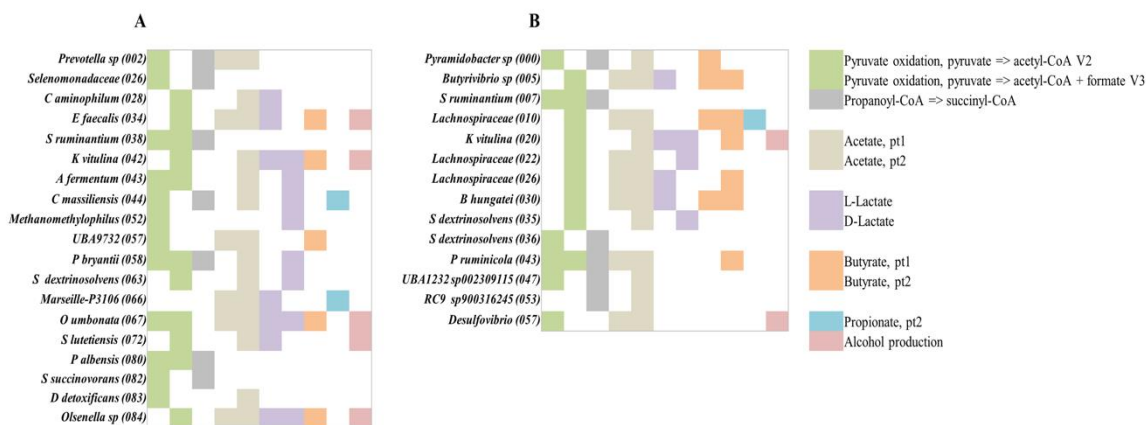 A
Prevotella sp (002)
Selenomonadaceae (026)
C aminophilum (028)
E faecalis (034)
S ruminantium (038)
K vitulina (042)
A fermentum (043)
C massiliensis (044)
Methanomethylophilus (052)
UBA9732 (057)
P bryantii (058)
S dextrinosolvens (063)
Marseille-P3106 (066)
O umbonata (067)
S lutetiensis (072)
P albensis (080)
S succinovorans (082)
D detoxificans (083)
Olsenella sp (084)
B
Pyramidobacter sp (000)
Butyrivibrio sp (005)
S ruminantium (007)
Lachnospiraceae (010)
K vitulina (020)
Lachnospiraceae (022)
Lachnospiraceae (026)
B hungatei (030)
S dextrinosolvens (035)
S dextrinosolvens (036)
P ruminicola (043)
UBA1232 sp002309115 (047)
RC9 sp900316245 (053)
Desulfovibrio (057)
Pyruvate oxidation, pyruvate => acetyl-CoA V2
Pyruvate oxidation, pyruvate => acetyl-CoA + formate V3
Propanoyl-CoA => succinyl-CoA
Acetate, pt1
Acetate, pt2
L-Lactate
D-Lactate
Butyrate, pt1
Butyrate, pt2
Propionate, pt2
Alcohol production